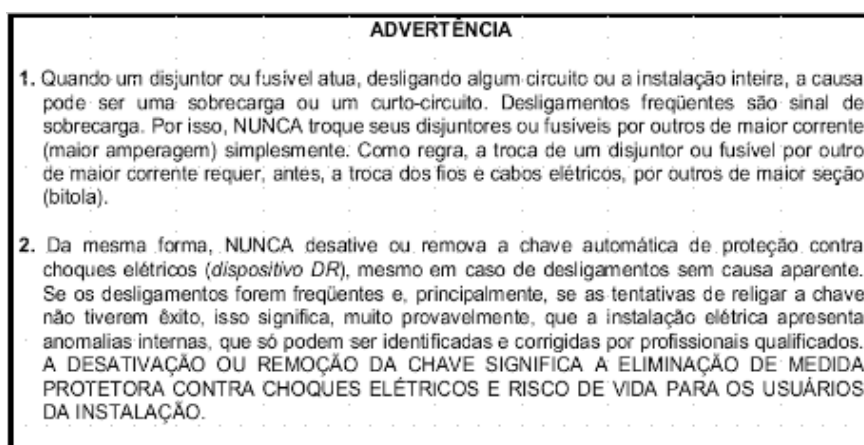 ADVERTÊNCIA
1. Quando um disjuntor ou fusível atua, desligando algum circuito ou a instalação inteira, a causa
pode ser uma sobrecarga ou um curto-circuito. Desligamentos freqüentes são sinal de
sobrecarga. Por isso, NUNCA troque seus disjuntores ou fusíveis por outros de maior corrente
(maior amperagem) simplesmente. Como regra, a troca de um disjuntor ou fusível por outro
de maior corrente requer, antes, a troca dos fios e cabos elétricos, por outros de maior seção
(bitola).
2. Da mesma forma, NUNCA desative ou remova a chave automática de proteção contra
choques elétricos (dispositivo DR), mesmo em caso de desligamentos sem causa aparente.
Se os desligamentos forem freqüentes e, principalmente, se as tentativas de religar a chave
não tiverem êxito, isso significa, muito provavelmente, que a instalação elétrica apresenta
anomalias internas, que só podem ser identificadas e corrigidas por profissionais qualificados.
A DESATIVAÇÃO OU REMOÇÃO DA CHAVE SIGNIFICA A ELIMINAÇÃO DE MEDIDA
PROTETORA CONTRA CHOQUES ELÉTRICOS E RISCO DE VIDA PARA OS USUÁRIOS
DA INSTALAÇÃO.